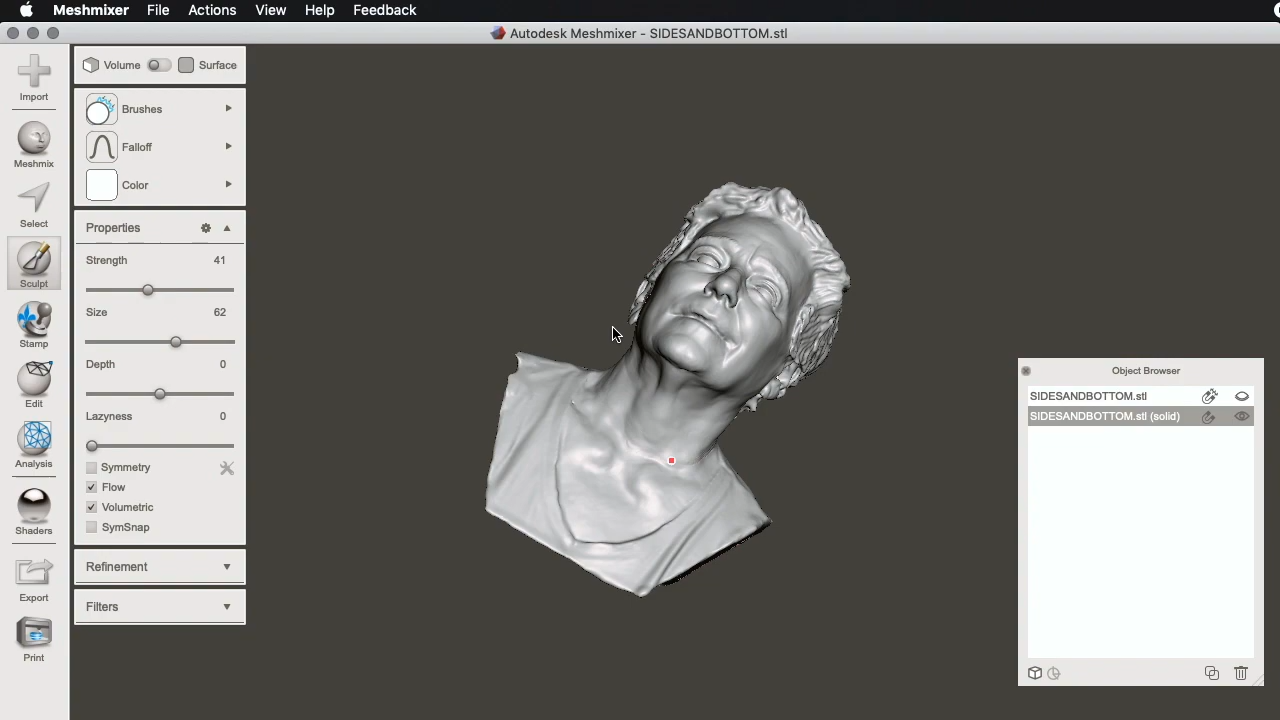 Meshmixer File Actions View Help Feedback
Autodesk Meshmixer - SIDESANDBOTTOM.stl
Import
Meshmix
Select
Sculpt
Stamp
Edit
Analysis
Shaders
Export
Print
Volume Surface
Brushes
Falloff
Color
Properties
Strength 41
Size 62
Depth 0
Lazyness 0
Symmetry
Flow
Volumetric
SymSnap
Refinement
Filters
Object Browser
SIDESANDBOTTOM.stl
SIDESANDBOTTOM.stl (solid)